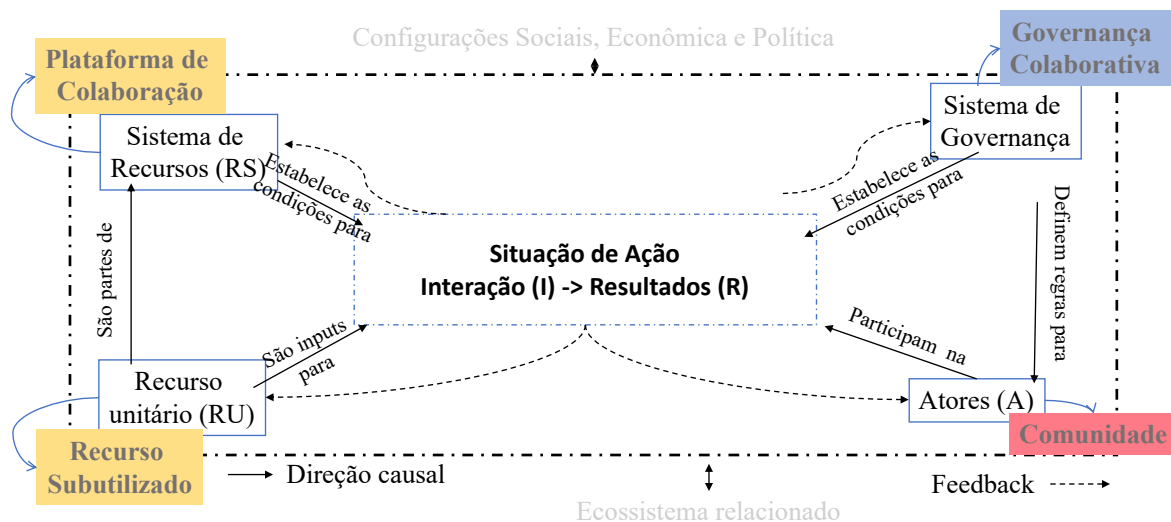 Configurações Sociais, Econômica e Política
Plataforma de
Colaboração
Governança
Colaborativa
Sistema de
Recursos (RS)
Sistema de
Governança
Estabelece as
condições para
Estabelece as
condições para
Situação de Ação
Interação (I) -> Resultados (R)
São partes de
Definem regras para
São inputs
para
Participam na
Recurso
unitário (RU)
Atores (A)
Recurso
Subutilizado
Comunidade
Direção causal
Feedback
Ecossistema relacionado